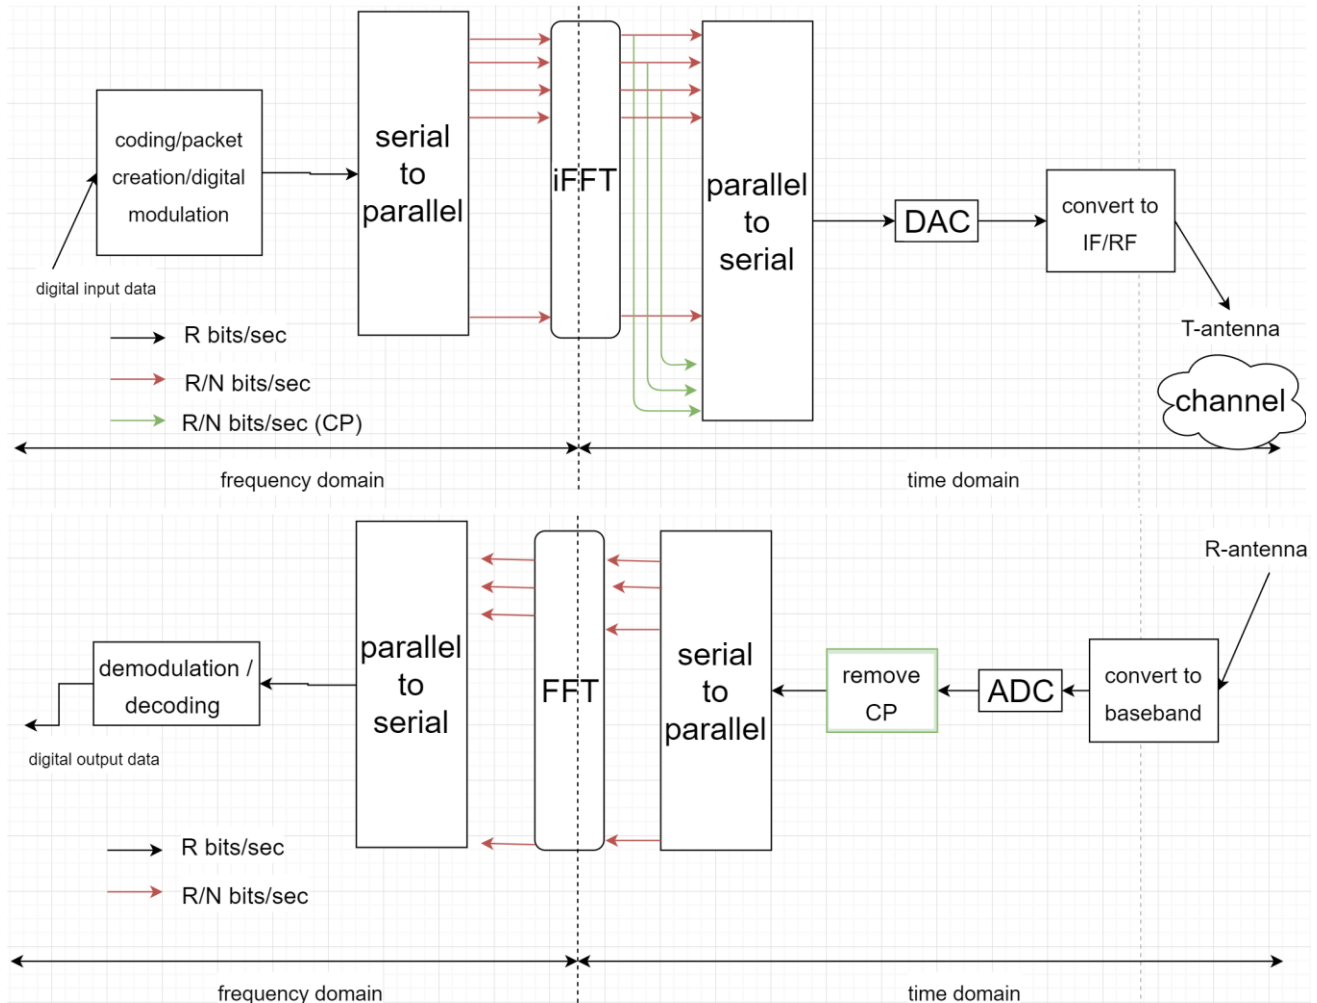 coding/packet
creation/digital
modulation
digital input data
serial
to
parallel
iFFT
parallel
to
serial
DAC
convert to
IF/RF
T-antenna
channel
R bits/sec
R/N bits/sec
R/N bits/sec (CP)
frequency domain
time domain
R-antenna
convert to
baseband
ADC
remove
CP
serial
to
parallel
FFT
parallel
to
serial
demodulation /
decoding
digital output data
R bits/sec
R/N bits/sec
frequency domain
time domain